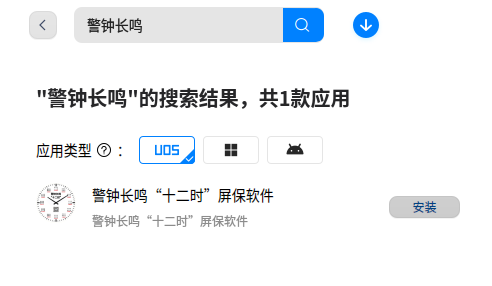 警钟长鸣
"警钟长鸣"的搜索结果，共1款应用
应用类型 ? ： UOS
警钟长鸣“十二时”屏保软件
警钟长鸣“十二时”屏保软件
安装